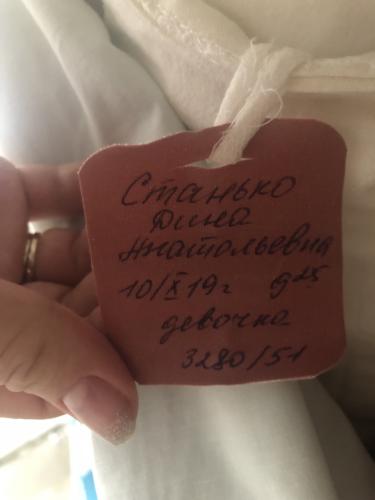 Станько
Дина
Анатольевна
10/X 19г 9²⁵
девочка
3280/51